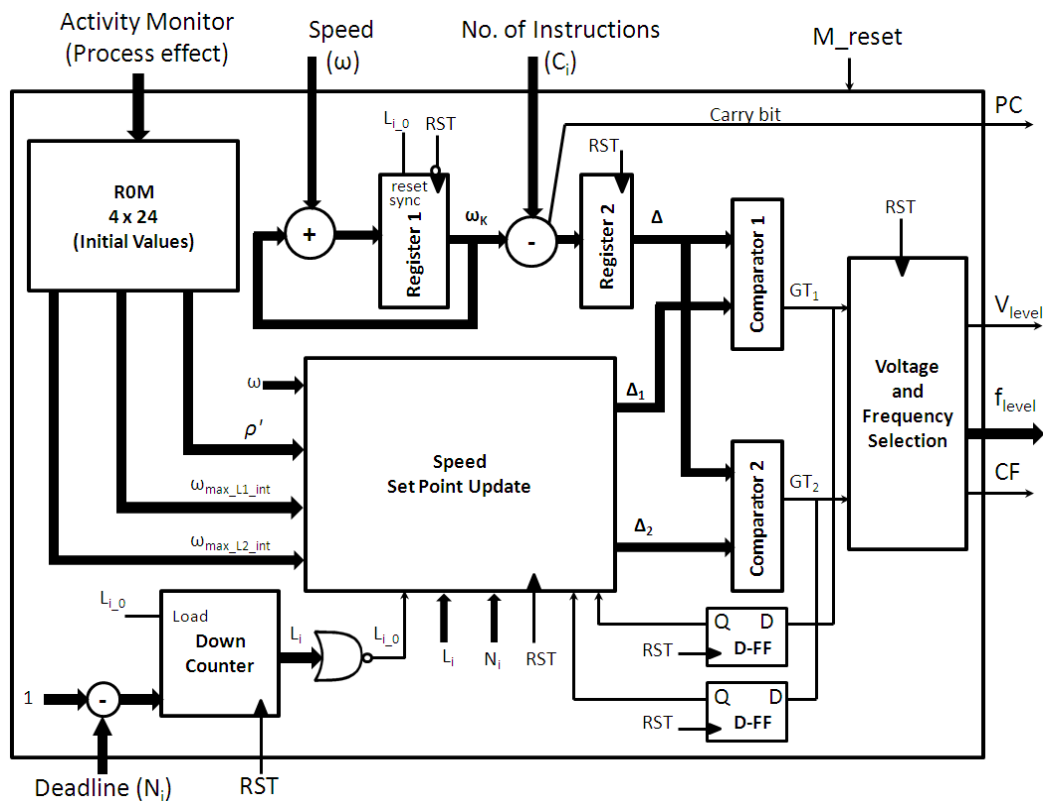 Activity Monitor
(Process effect)
Speed
(ω)
No. of Instructions
(Cᵢ)
M_reset
PC
Carry bit
Lᵢ_₀
RST
RST
R0M
4 x 24
(Initial Values)
reset
sync
Register 1
+
ωK
-
Register 2
Δ
Comparator 1
RST
GT₁
Vlevel
Voltage
and
Frequency
Selection
flevel
CF
ω
ρ'
ωmax_L1_int
ωmax_L2_int
Speed
Set Point Update
Δ₁
Δ₂
Comparator 2
GT₂
Lᵢ_₀
Load
Down
Counter
Lᵢ
Lᵢ_₀
Lᵢ
Nᵢ
RST
Q D
RST
D-FF
Q D
RST
D-FF
1
-
Deadline (Nᵢ)
RST